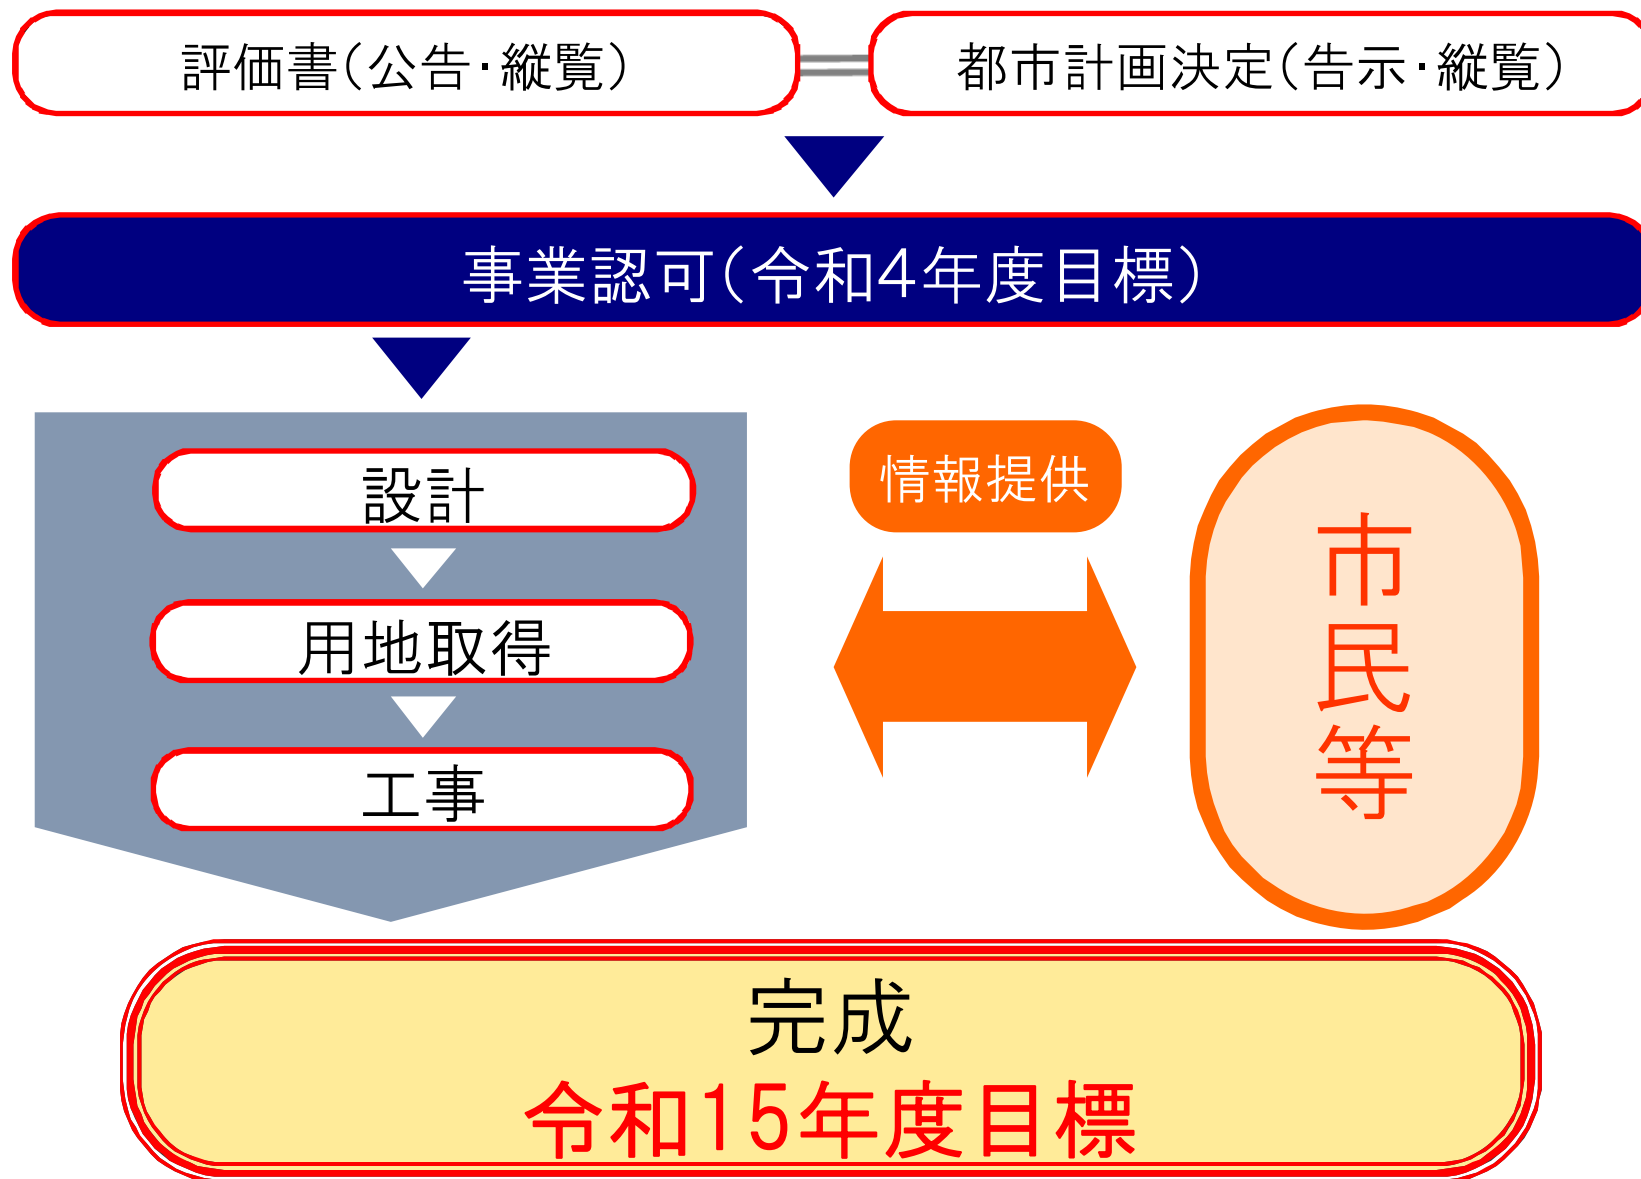 評価書(公告・縦覧)
都市計画決定(告示・縦覧)
事業認可(令和4年度目標)
設計
用地取得
工事
情報提供
市民等
完成
令和15年度目標